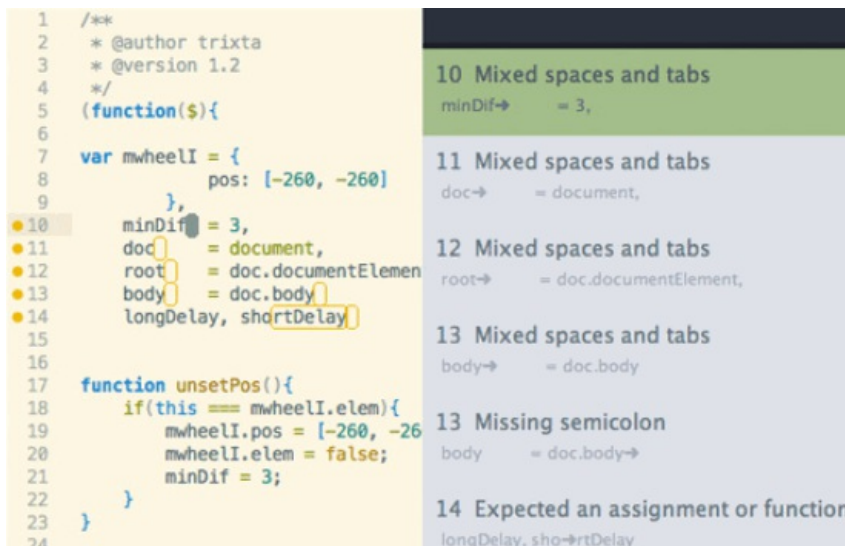 1 /**
2 * @author trixta
3 * @version 1.2
4 */
5 (function($){
6
7 var mwheelI = {
8 pos: [-260, -260]
9 },
10 minDif = 3,
11 doc = document,
12 root = doc.documentElemen
13 body = doc.body
14 longDelay, shortDelay
15
16
17 function unsetPos(){
18 if(this === mwheelI.elem){
19 mwheelI.pos = [-260, -26
20 mwheelI.elem = false;
21 minDif = 3;
22 }
23 }
24
10 Mixed spaces and tabs
minDif➔ = 3,
11 Mixed spaces and tabs
doc➔ = document,
12 Mixed spaces and tabs
root➔ = doc.documentElement,
13 Mixed spaces and tabs
body➔ = doc.body
13 Missing semicolon
body = doc.body➔
14 Expected an assignment or function
longDelay, sho➔rtDelay